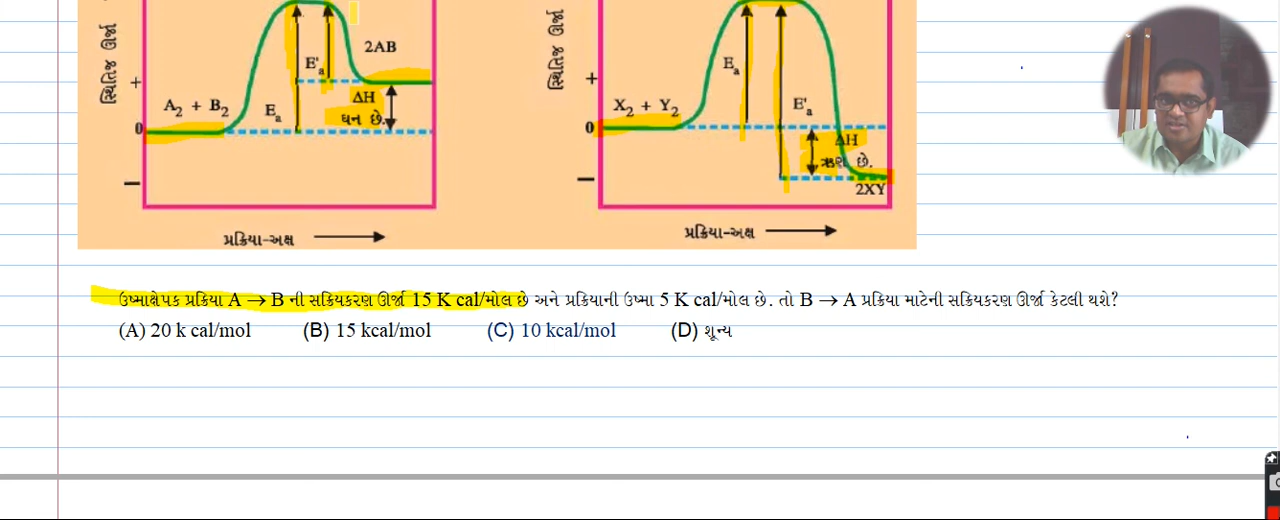 સ્થિતિજ ઊર્જા
2AB
E'a
+
A2 + B2
Ea
ΔH
ધન છે.
0
–
પ્રક્રિયા-અક્ષ
સ્થિતિજ ઊર્જા
Ea
+
X2 + Y2
E'a
0
ΔH
ઋણ છે.
–
2XY
પ્રક્રિયા-અક્ષ
ઉષ્માક્ષેપક પ્રક્રિયા A → B ની સક્રિયકરણ ઊર્જા 15 K cal/મોલ છે અને પ્રક્રિયાની ઉષ્મા 5 K cal/મોલ છે. તો B → A પ્રક્રિયા માટેની સક્રિયકરણ ઊર્જા કેટલી થશે?
(A) 20 k cal/mol (B) 15 kcal/mol (C) 10 kcal/mol (D) શૂન્ય